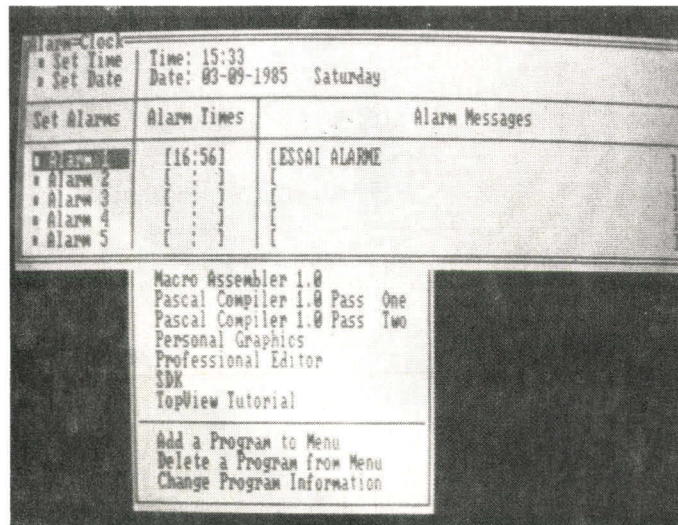 Alarm=Clock
▪ Set Time Time: 15:33
▪ Set Date Date: 03-09-1985 Saturday
Set Alarms Alarm Times Alarm Messages
▪ Alarm 1 [16:56] [ESSAI ALARME ]
▪ Alarm 2 [ : ] [ ]
▪ Alarm 3 [ : ] [ ]
▪ Alarm 4 [ : ] [ ]
▪ Alarm 5 [ : ] [ ]
Macro Assembler 1.0
Pascal Compiler 1.0 Pass One
Pascal Compiler 1.0 Pass Two
Personal Graphics
Professional Editor
SDK
TopView Tutorial
Add a Program to Menu
Delete a Program from Menu
Change Program Information